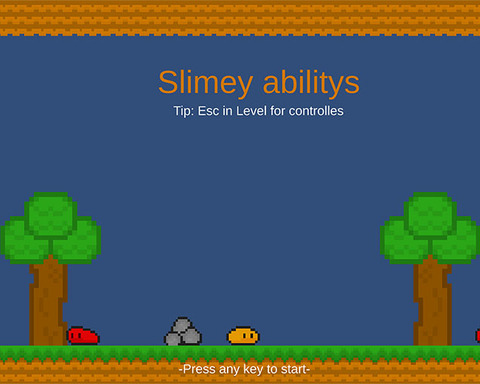 Slimey abilitys
Tip: Esc in Level for controlles
-Press any key to start-